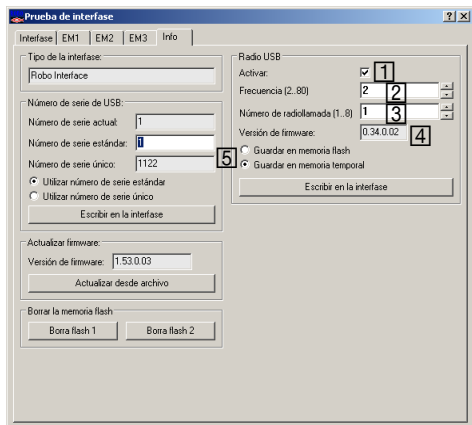 Prueba de interfase
Interfase EM1 EM2 EM3 Info
Tipo de la interfase:
Robo Interface
Número de serie de USB:
Número de serie actual: 1
Número de serie estándar: 1
Número de serie único: 1122
Utilizar número de serie estándar
Utilizar número de serie único
Escribir en la interfase
Actualizar firmware:
Versión de firmware: 1.53.0.03
Actualizar desde archivo
Borrar la memoria flash
Borra flash 1 Borra flash 2
Radio USB
Activar: 1
Frecuencia (2..80) 2 2
Número de radiollamada (1..8) 1 3
Versión de firmware: 0.34.0.02 4
Guardar en memoria flash
5 Guardar en memoria temporal
Escribir en la interfase